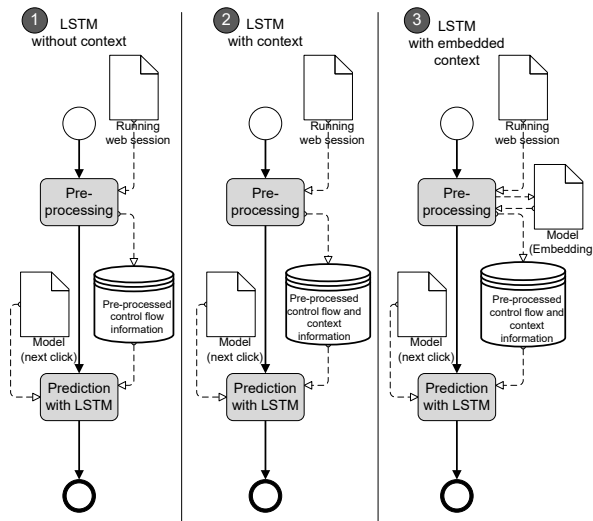 1
LSTM
without context
Running
web session
Pre-
processing
Pre-processed
control flow
information
Model
(next click)
Prediction
with LSTM
2
LSTM
with context
Running
web session
Pre-
processing
Pre-processed
control flow and
context
information
Model
(next click)
Prediction
with LSTM
3
LSTM
with embedded
context
Running
web session
Pre-
processing
Model
(Embedding
Pre-processed
control flow and
context
information
Model
(next click)
Prediction
with LSTM